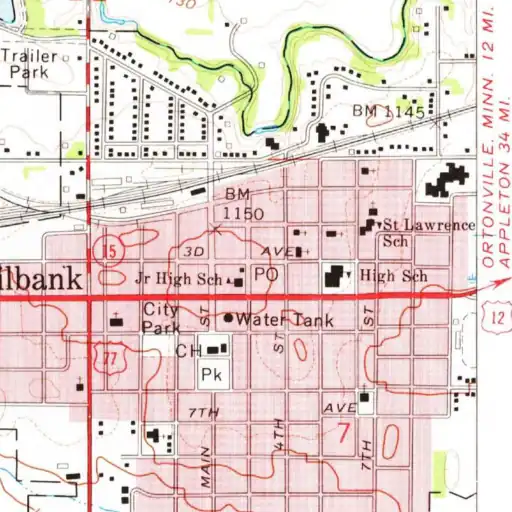 730
Trailer
Park
BM 1145
ORTONVILLE, MINN. 12 MI.
APPLETON 34 MI.
BM
1150
St Lawrence
Sch
15
3D AVE
ilbank
Jr High Sch
PO
High Sch
City
Park
ST
Water Tank
ST
ST
12
77
CH
Pk
7TH AVE
MAIN
4TH
7
7TH